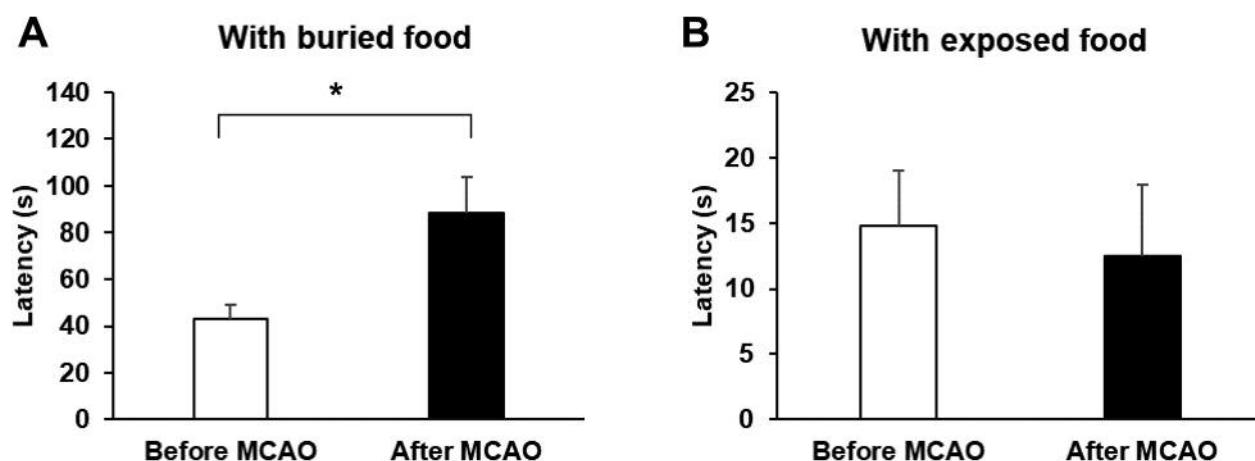 A
With buried food
140
120
100
80
60
40
20
0
Latency (s)
*
Before MCAO
After MCAO
B
With exposed food
25
20
15
10
5
0
Latency (s)
Before MCAO
After MCAO